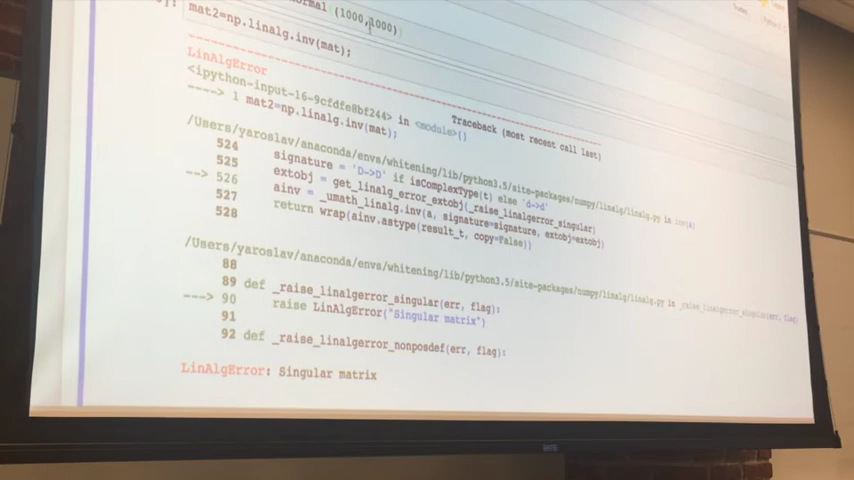 normal (1000,1000)
mat2=np.linalg.inv(mat);
LinAlgError
Traceback (most recent call last)
<ipython-input-16-9cfdfe8bf244> in <module>()
----> 1 mat2=np.linalg.inv(mat);
/Users/yaroslav/anaconda/envs/whitening/lib/python3.5/site-packages/numpy/linalg/linalg.py in inv(a)
524 signature = 'D->D' if isComplexType(t) else 'd->d'
525 extobj = get_linalg_error_extobj(_raise_linalgerror_singular)
--> 526 ainv = _umath_linalg.inv(a, signature=signature, extobj=extobj)
527 return wrap(ainv.astype(result_t, copy=False))
528
/Users/yaroslav/anaconda/envs/whitening/lib/python3.5/site-packages/numpy/linalg/linalg.py in _raise_linalgerror_singular(err, flag)
88
89 def _raise_linalgerror_singular(err, flag):
---> 90 raise LinAlgError("Singular matrix")
91
92 def _raise_linalgerror_nonposdef(err, flag):
LinAlgError: Singular matrix